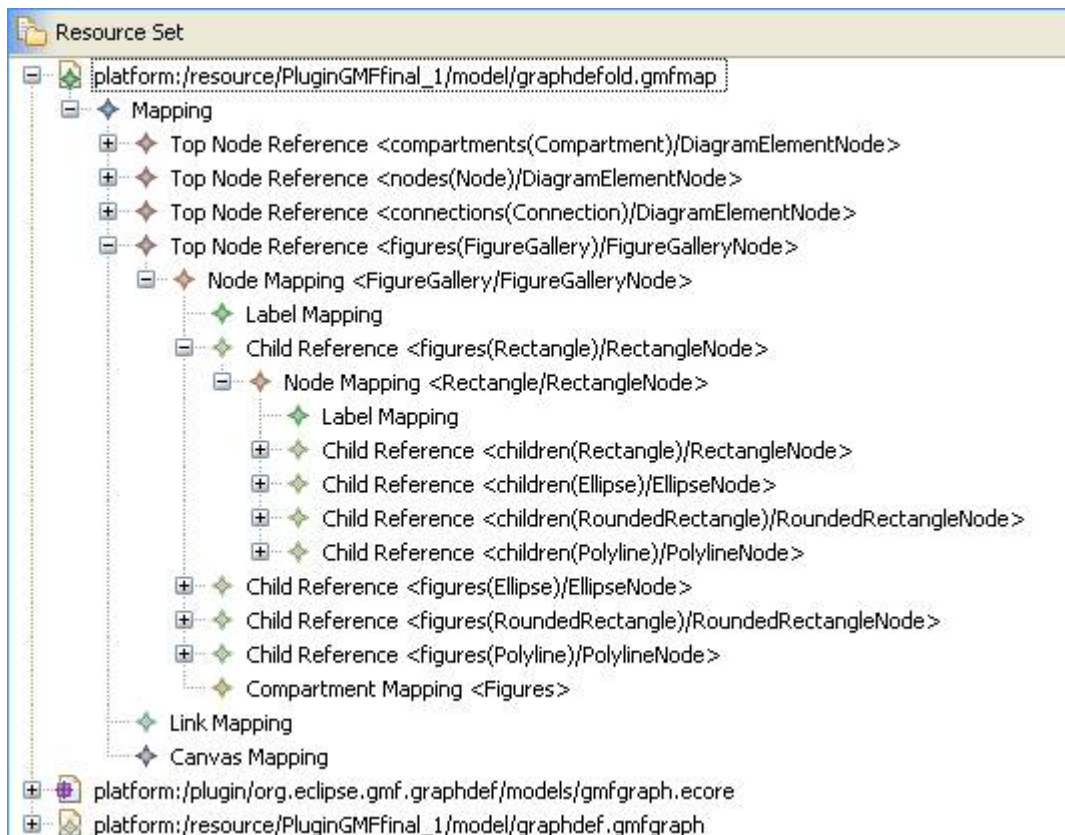 Resource Set
platform:/resource/PluginGMFfinal_1/model/graphdefold.gmfmap
Mapping
Top Node Reference <compartments(Compartment)/DiagramElementNode>
Top Node Reference <nodes(Node)/DiagramElementNode>
Top Node Reference <connections(Connection)/DiagramElementNode>
Top Node Reference <figures(FigureGallery)/FigureGalleryNode>
Node Mapping <FigureGallery/FigureGalleryNode>
Label Mapping
Child Reference <figures(Rectangle)/RectangleNode>
Node Mapping <Rectangle/RectangleNode>
Label Mapping
Child Reference <children(Rectangle)/RectangleNode>
Child Reference <children(Ellipse)/EllipseNode>
Child Reference <children(RoundedRectangle)/RoundedRectangleNode>
Child Reference <children(Polyline)/PolylineNode>
Child Reference <figures(Ellipse)/EllipseNode>
Child Reference <figures(RoundedRectangle)/RoundedRectangleNode>
Child Reference <figures(Polyline)/PolylineNode>
Compartment Mapping <Figures>
Link Mapping
Canvas Mapping
platform:/plugin/org.eclipse.gmf.graphdef/models/gmfgraph.ecore
platform:/resource/PluginGMFfinal_1/model/graphdef.gmfgraph